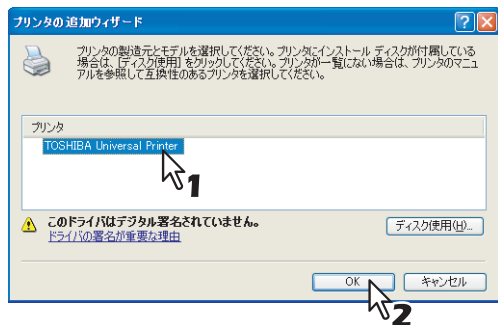 プリンタの追加ウィザード
プリンタの製造元とモデルを選択してください。プリンタにインストール ディスクが付属している
場合は、[ディスク使用] をクリックしてください。プリンタが一覧にない場合は、プリンタのマニュ
アルを参照して互換性のあるプリンタを選択してください。
プリンタ
TOSHIBA Universal Printer
1
このドライバはデジタル署名されていません。
ディスク使用(H)...
ドライバの署名が重要な理由
OK
キャンセル
2